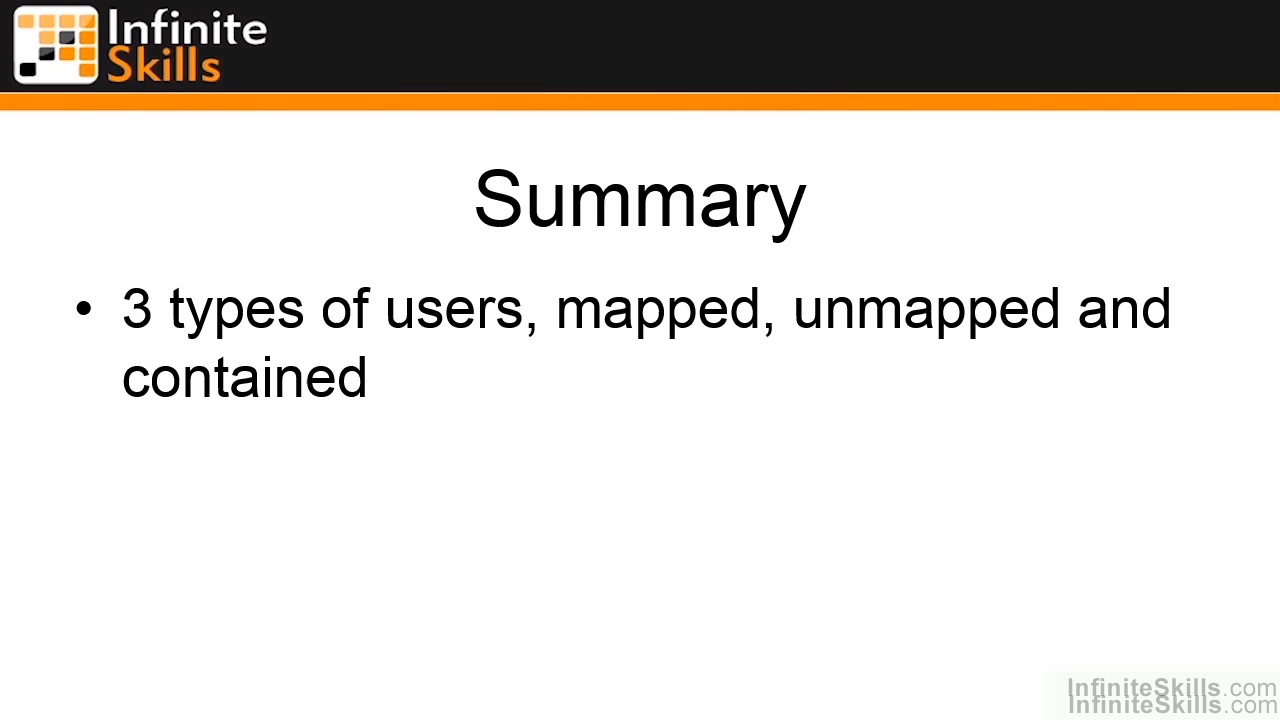 Infinite
Skills
Summary
• 3 types of users, mapped, unmapped and
contained
InfiniteSkills.com
InfiniteSkills.com